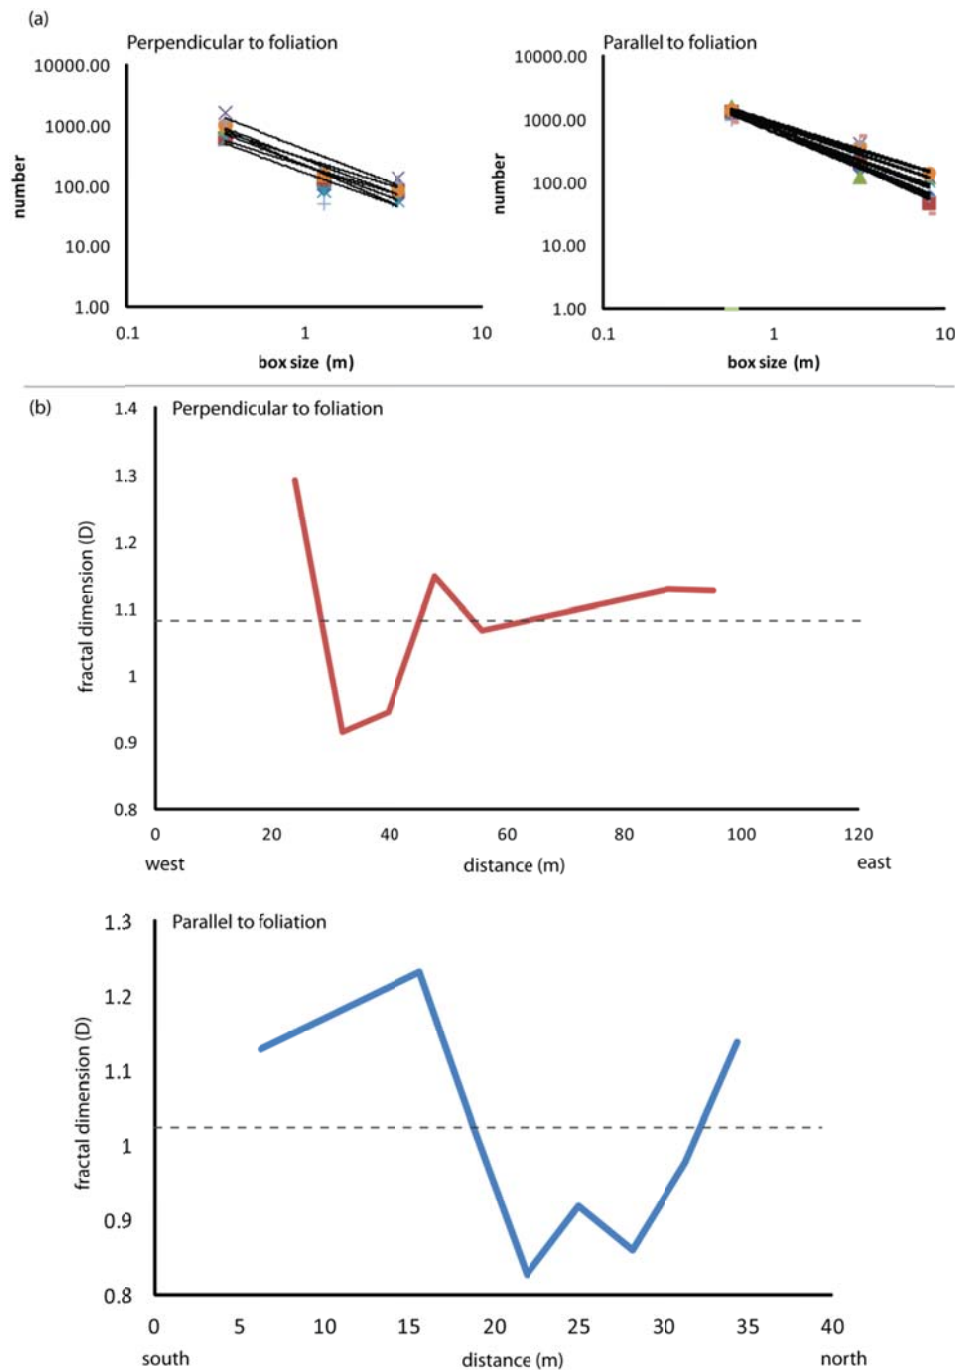 (a)
Perpendicular to foliation
10000.00
1000.00
100.00
10.00
1.00
number
0.1 1 10
box size (m)
Parallel to foliation
10000.00
1000.00
100.00
10.00
1.00
number
0.1 1 10
box size (m)
(b)
Perpendicular to foliation
1.4
1.3
1.2
1.1
1
0.9
0.8
fractal dimension (D)
0 20 40 60 80 100 120
west distance (m) east
Parallel to foliation
1.3
1.2
1.1
1
0.9
0.8
fractal dimension (D)
0 5 10 15 20 25 30 35 40
south distance (m) north